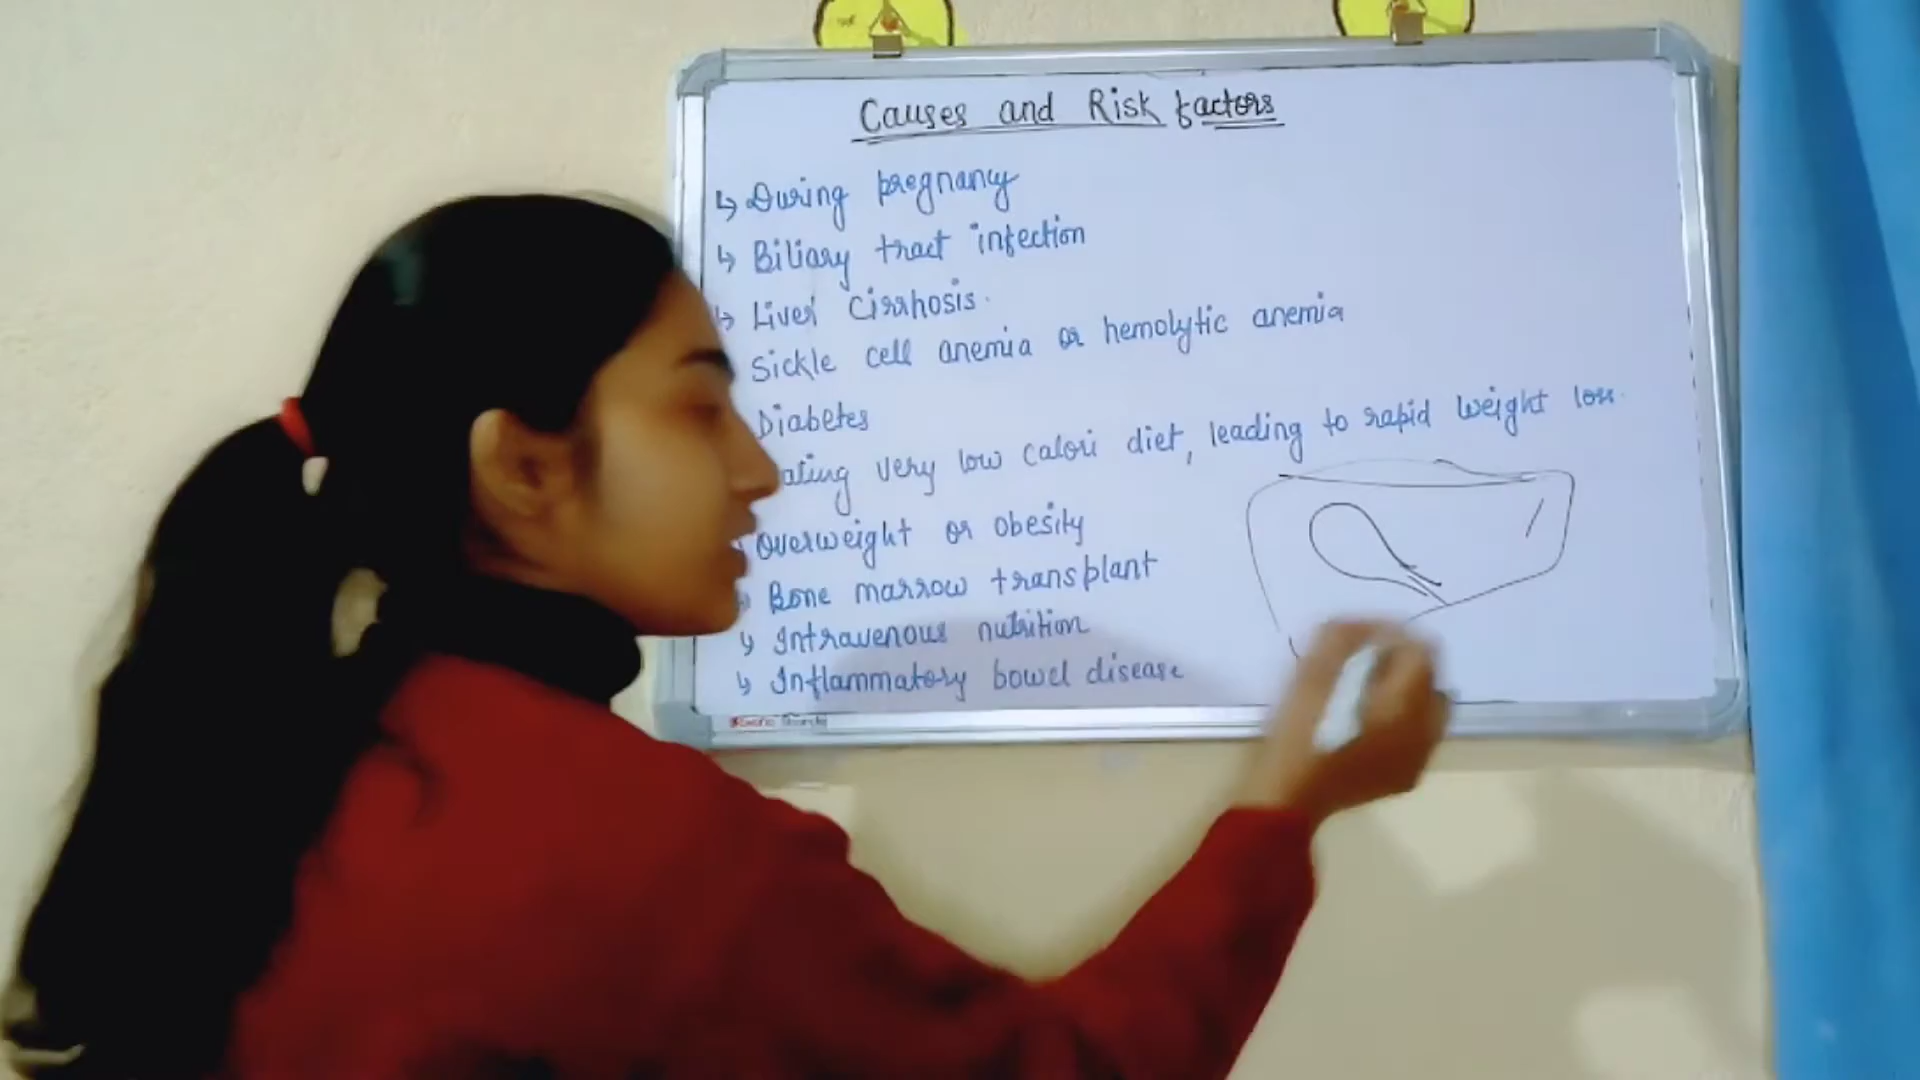 Causes and Risk factors
↳ During pregnancy
↳ Biliary tract infection
↳ Liver Cirrhosis.
Sickle cell anemia or hemolytic anemia
Diabetes
ating very low calori diet, leading to rapid weight loss.
overweight or obesity
Bone marrow transplant
↳ Intravenous nutrition
↳ Inflammatory bowel disease